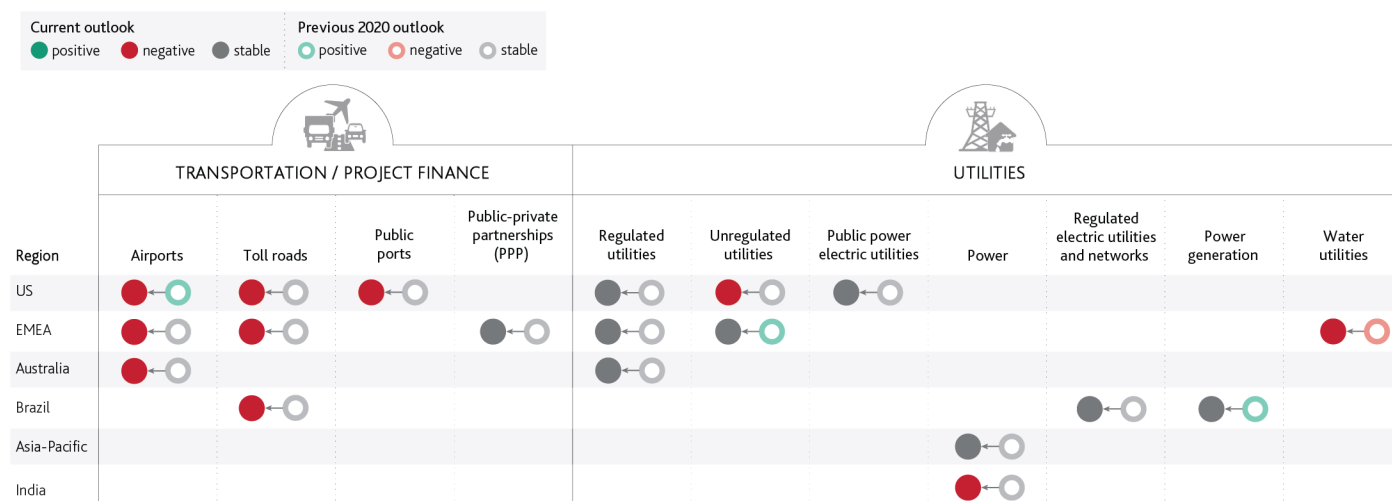 Current outlook
positive negative stable
Previous 2020 outlook
positive negative stable
TRANSPORTATION / PROJECT FINANCE
UTILITIES
Region
Airports
Toll roads
Public
ports
Public-private
partnerships
(PPP)
Regulated
utilities
Unregulated
utilities
Public power
electric utilities
Power
Regulated
electric utilities
and networks
Power
generation
Water
utilities
US
EMEA
Australia
Brazil
Asia-Pacific
India